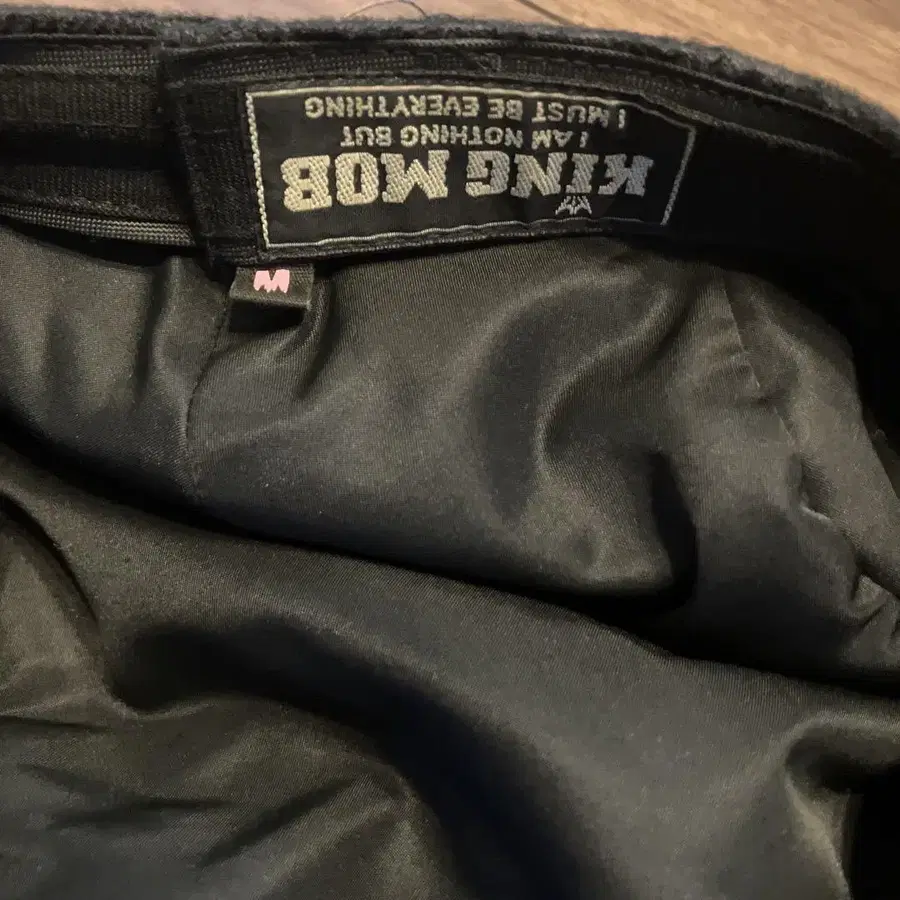 KING MOB
I AM NOTHING BUT
I MUST BE EVERYTHING
M